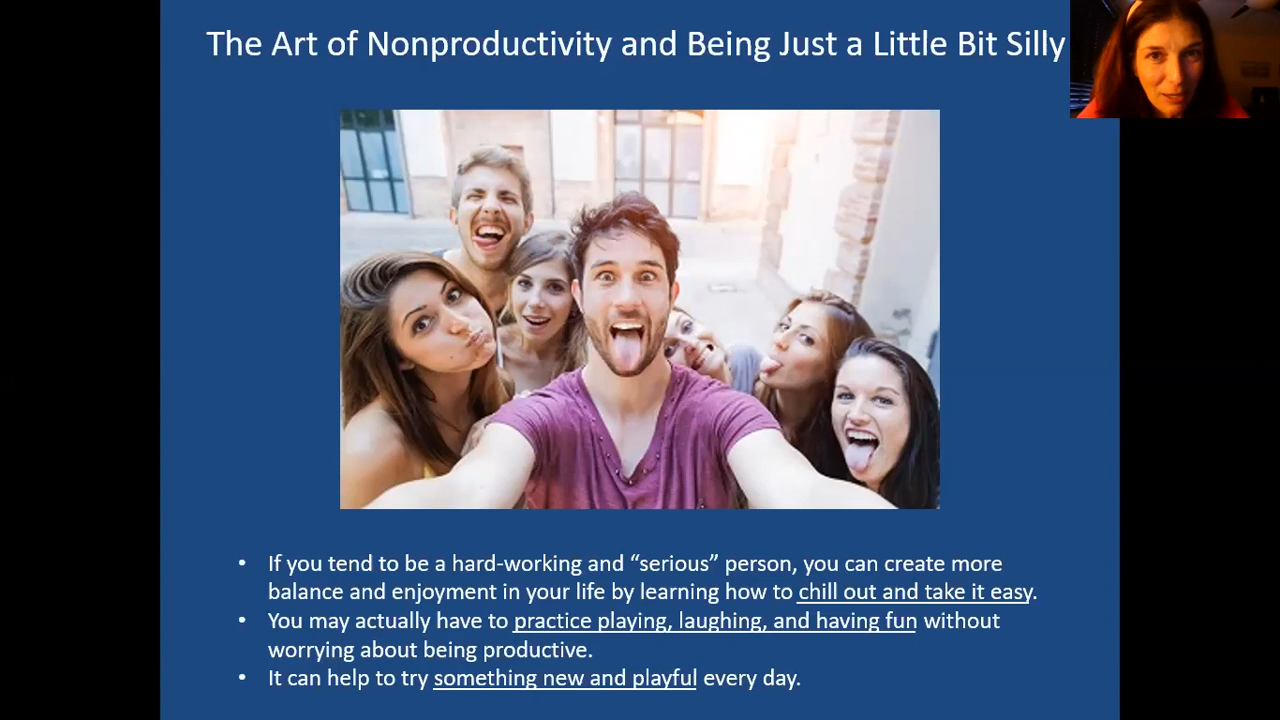 The Art of Nonproductivity and Being Just a Little Bit Silly
• If you tend to be a hard-working and “serious” person, you can create more
balance and enjoyment in your life by learning how to chill out and take it easy.
• You may actually have to practice playing, laughing, and having fun without
worrying about being productive.
• It can help to try something new and playful every day.